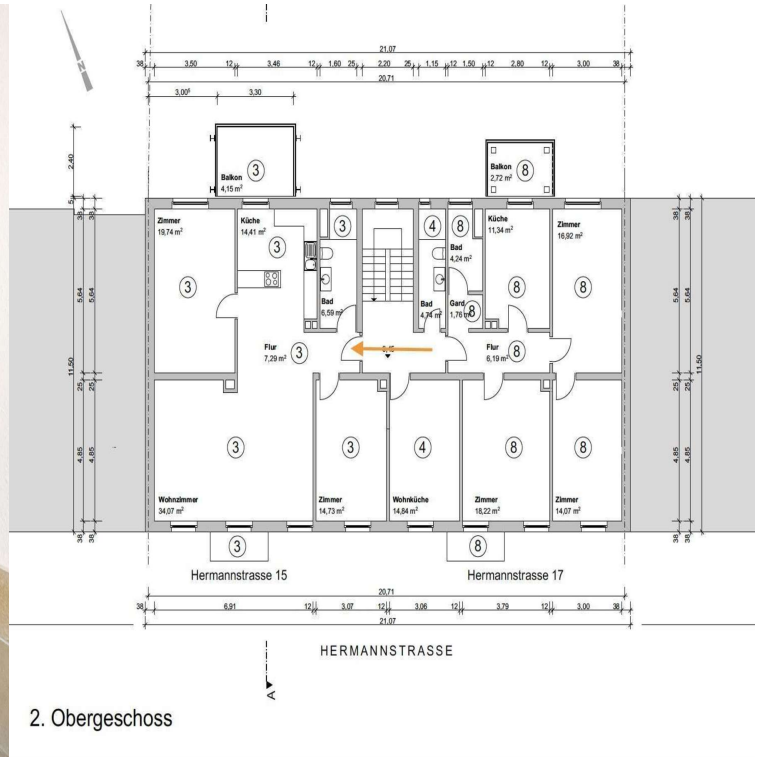 21,07
38 3,50 12 3,46 12 1,60 25 2,20 25 1,15 12 1,50 12 2,80 12 3,00 38
20,71
3,00⁵ 3,30
2,40
5
Balkon
4,15 m²
3
Balkon
2,72 m²
8
38 38
38 38
Zimmer
19,74 m²
3
Küche
14,41 m²
3
3
Bad
6,59 m²
4
Bad
4,74 m²
8
Bad
4,24 m²
Gard
1,76 m²
8
Küche
11,34 m²
8
Zimmer
16,92 m²
8
5,64 5,64
5,64 5,64
11,50
11,50
Flur
7,29 m²
3
Flur
6,19 m²
8
25 25
25 25
4,85 4,85
4,85 4,85
Wohnzimmer
34,07 m²
3
Zimmer
14,73 m²
3
Wohnküche
14,84 m²
4
Zimmer
18,22 m²
8
Zimmer
14,07 m²
8
38 38
38 38
3
8
Hermannstrasse 15
Hermannstrasse 17
20,71
38 6,91 12 3,07 12 3,06 12 3,79 12 3,00 38
21,07
HERMANNSTRASSE
A
2. Obergeschoss